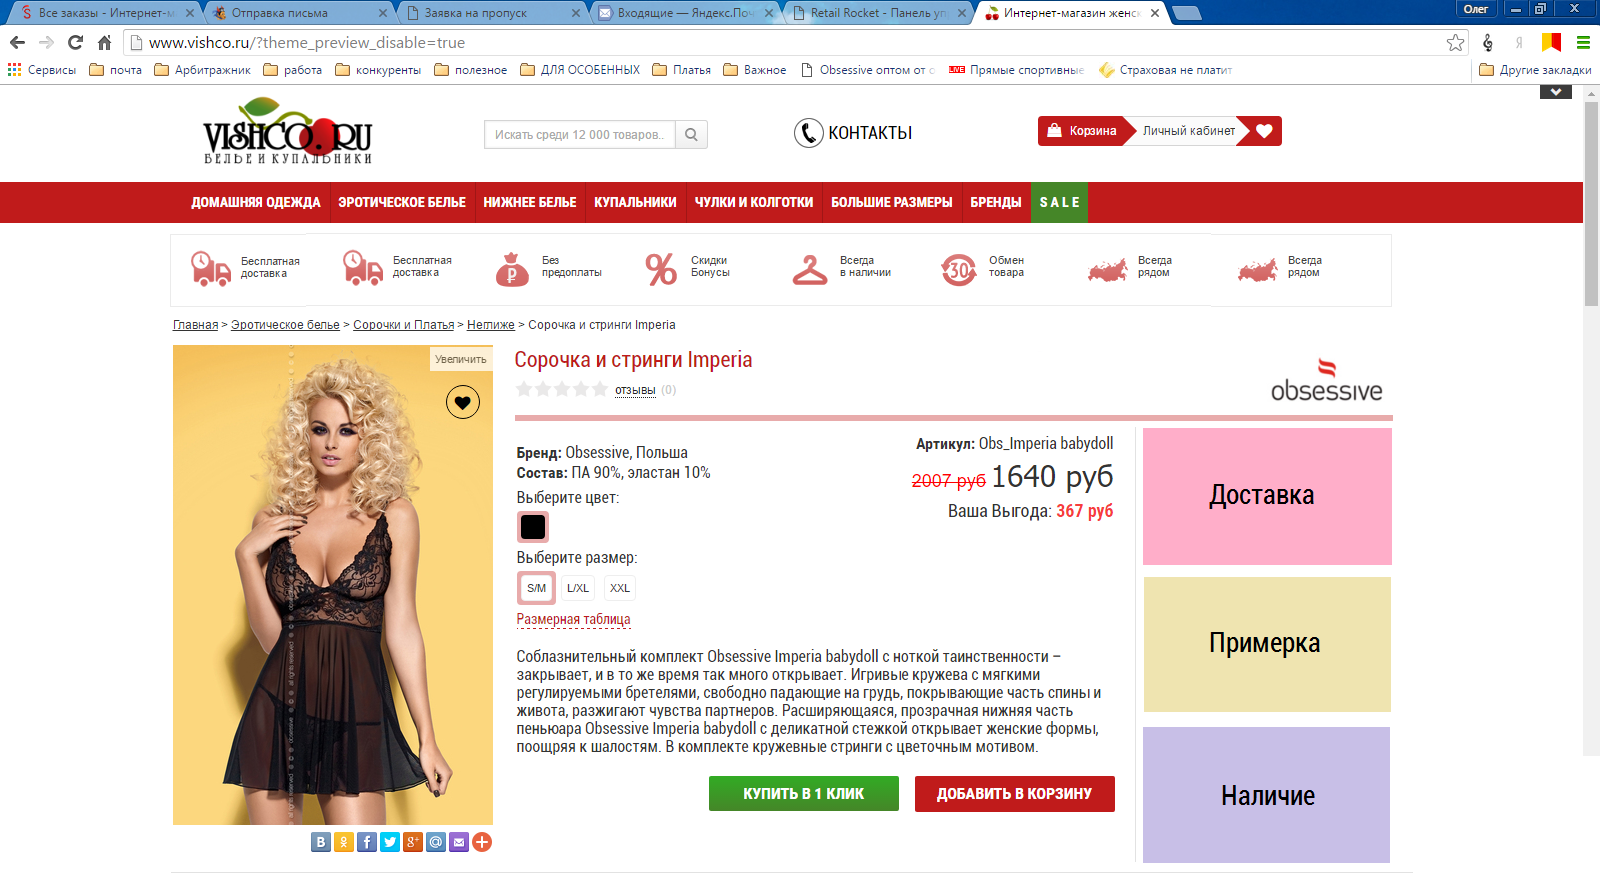 Все заказы - Интернет-м
Отправка письма
Заявка на пропуск
Входящие — Яндекс.Поч
Retail Rocket - Панель уп
Интернет-магазин женс
Олег
www.vishco.ru/?theme_preview_disable=true
Сервисы
почта
Арбитражник
работа
конкуренты
полезное
ДЛЯ ОСОБЕННЫХ
Платья
Важное
Obsessive оптом от о
LIVE
Прямые спортивные
Страховая не платит
Другие закладки
VISHCO.RU
БЕЛЬЕ И КУПАЛЬНИКИ
Искать среди 12 000 товаров..
КОНТАКТЫ
Корзина
Личный кабинет
ДОМАШНЯЯ ОДЕЖДА
ЭРОТИЧЕСКОЕ БЕЛЬЕ
НИЖНЕЕ БЕЛЬЕ
КУПАЛЬНИКИ
ЧУЛКИ И КОЛГОТКИ
БОЛЬШИЕ РАЗМЕРЫ
БРЕНДЫ
SALE
Бесплатная
доставка
Бесплатная
доставка
Без
предоплаты
Скидки
Бонусы
Всегда
в наличии
30
Обмен
товара
Всегда
рядом
Всегда
рядом
Главная > Эротическое белье > Сорочки и Платья > Неглиже > Сорочка и стринги Imperia
Увеличить
Сорочка и стринги Imperia
отзывы (0)
obsessive
Бренд: Obsessive, Польша
Состав: ПА 90%, эластан 10%
Выберите цвет:
Выберите размер:
S/M
L/XL
XXL
Размерная таблица
Артикул: Obs_Imperia babydoll
2007 руб 1640 руб
Ваша Выгода: 367 руб
Соблазнительный комплект Obsessive Imperia babydoll с ноткой таинственности –
закрывает, и в то же время так много открывает. Игривые кружева с мягкими
регулируемыми бретелями, свободно падающие на грудь, покрывающие часть спины и
живота, разжигают чувства партнеров. Расширяющаяся, прозрачная нижняя часть
пеньюара Obsessive Imperia babydoll с деликатной стежкой открывает женские формы,
поощряя к шалостям. В комплекте кружевные стринги с цветочным мотивом.
КУПИТЬ В 1 КЛИК
ДОБАВИТЬ В КОРЗИНУ
Доставка
Примерка
Наличие